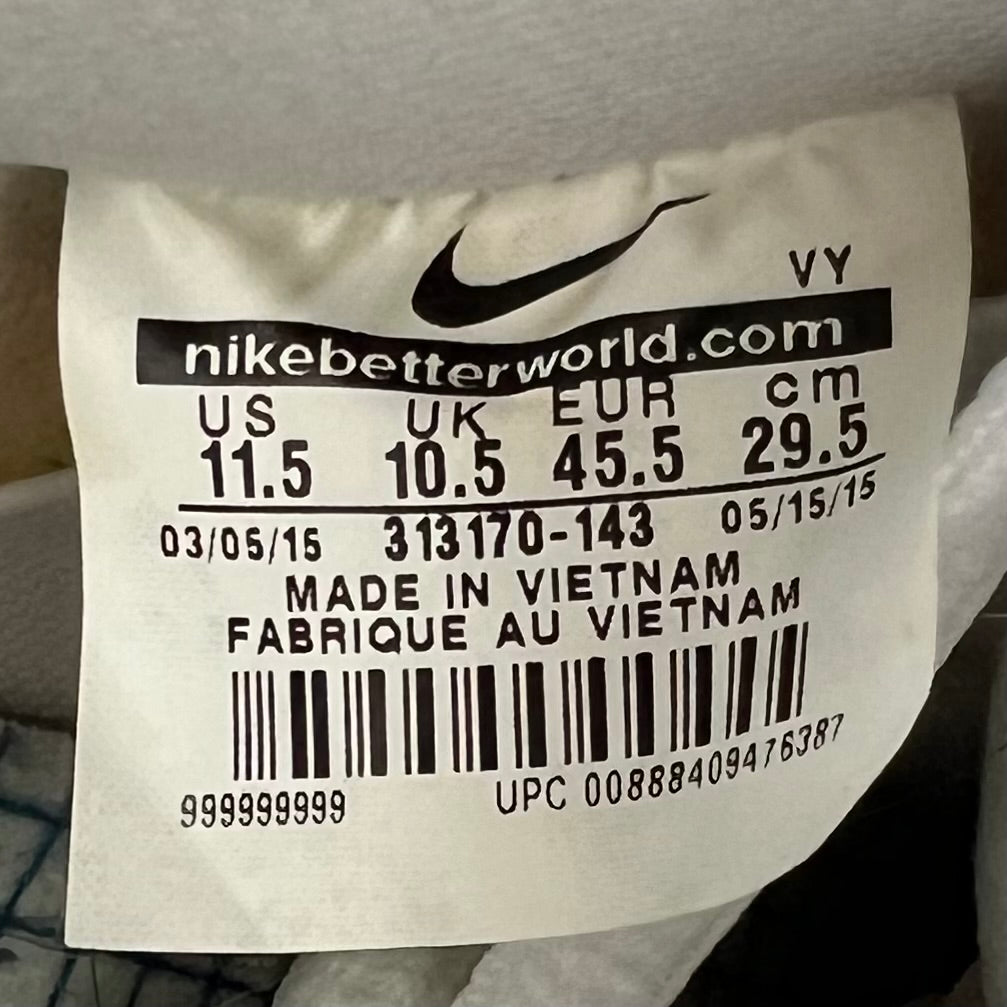 VY
nikebetterworld.com
US UK EUR cm
11.5 10.5 45.5 29.5
03/05/15 313170-143 05/15/15
MADE IN VIETNAM
FABRIQUE AU VIETNAM
999999999 UPC 00888409476387